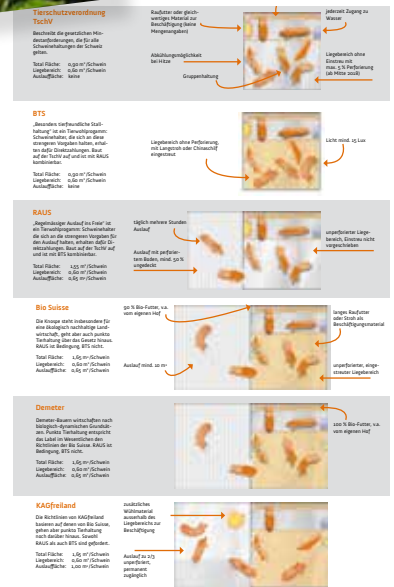 Tierschutzverordnung
TschV
Beschreibt die gesetzlichen Min-
destanforderungen, die für alle
Schweinehaltungen der Schweiz
gelten.
Total Fläche: 0,90 m² /Schwein
Liegebereich: 0,60 m² /Schwein
Auslauffläche: keine
Raufutter oder gleich-
wertiges Material zur
Beschäftigung (keine
Mengenangaben)
Abkühlungsmöglichkeit
bei Hitze
Gruppenhaltung
jederzeit Zugang zu
Wasser
Liegebereich ohne
Einstreu mit
max. 5 % Perforierung
(ab Mitte 2018)
BTS
„Besonders tierfreundliche Stall-
haltung“ ist ein Tierwohlprogramm:
Schweinehalter, die sich an diese
strengeren Vorgaben halten, erhal-
ten dafür Direktzahlungen. Baut
auf der TschV auf und ist mit RAUS
kombinierbar.
Total Fläche: 0,90 m² /Schwein
Liegebereich: 0,60 m² /Schwein
Auslauffläche: keine
Liegebereich ohne Perforierung,
mit Langstroh oder Chinaschilf
eingestreut
Licht mind. 15 Lux
RAUS
„Regelmässiger Auslauf ins Freie“ ist
ein Tierwohlprogramm: Schweinehalter
die sich an die strengeren Vorgaben für
den Auslauf halten, erhalten dafür Di-
rektzahlungen. Baut auf der TschV auf
und ist mit BTS kombinierbar.
Total Fläche: 1,55 m² /Schwein
Liegebereich: 0,60 m² /Schwein
Auslauffläche: 0,65 m² /Schwein
täglich mehrere Stunden
Auslauf
Auslauf mit perforier-
tem Boden, mind. 50 %
ungedeckt
unperforierter Liege-
bereich, Einstreu nicht
vorgeschrieben
Bio Suisse
Die Knospe steht insbesondere für
eine ökologisch nachhaltige Land-
wirtschaft, geht aber auch punkto
Tierhaltung über das Gesetz hinaus.
RAUS ist Bedingung, BTS nicht.
Total Fläche: 1,65 m² /Schwein
Liegebereich: 0,60 m² /Schwein
Auslauffläche: 0,65 m² /Schwein
90 % Bio-Futter, v.a.
vom eigenen Hof
Auslauf mind. 10 m²
langes Raufutter
oder Stroh als
Beschäftigungsmaterial
unperforierter, einge-
streuter Liegebereich
Demeter
Demeter-Bauern wirtschaften nach
biologisch-dynamischen Grundsät-
zen. Punkto Tierhaltung entspricht
das Label im Wesentlichen den
Richtlinien der Bio Suisse. RAUS ist
Bedingung, BTS nicht.
Total Fläche: 1,65 m² /Schwein
Liegebereich: 0,60 m² /Schwein
Auslauffläche: 0,65 m² /Schwein
100 % Bio-Futter, v.a.
vom eigenen Hof
KAGfreiland
Die Richtlinien von KAGfreiland
basieren auf denen von Bio Suisse,
gehen aber punkto Tierhaltung
noch darüber hinaus. Sowohl
RAUS als auch BTS sind gefordert.
Total Fläche: 1,65 m² /Schwein
Liegebereich: 0,60 m² /Schwein
Auslauffläche: 1,00 m² /Schwein
zusätzliches
Wühlmaterial
ausserhalb des
Liegebereichs zur
Beschäftigung
Auslauf zu 2/3
unperforiert,
permanent
zugänglich